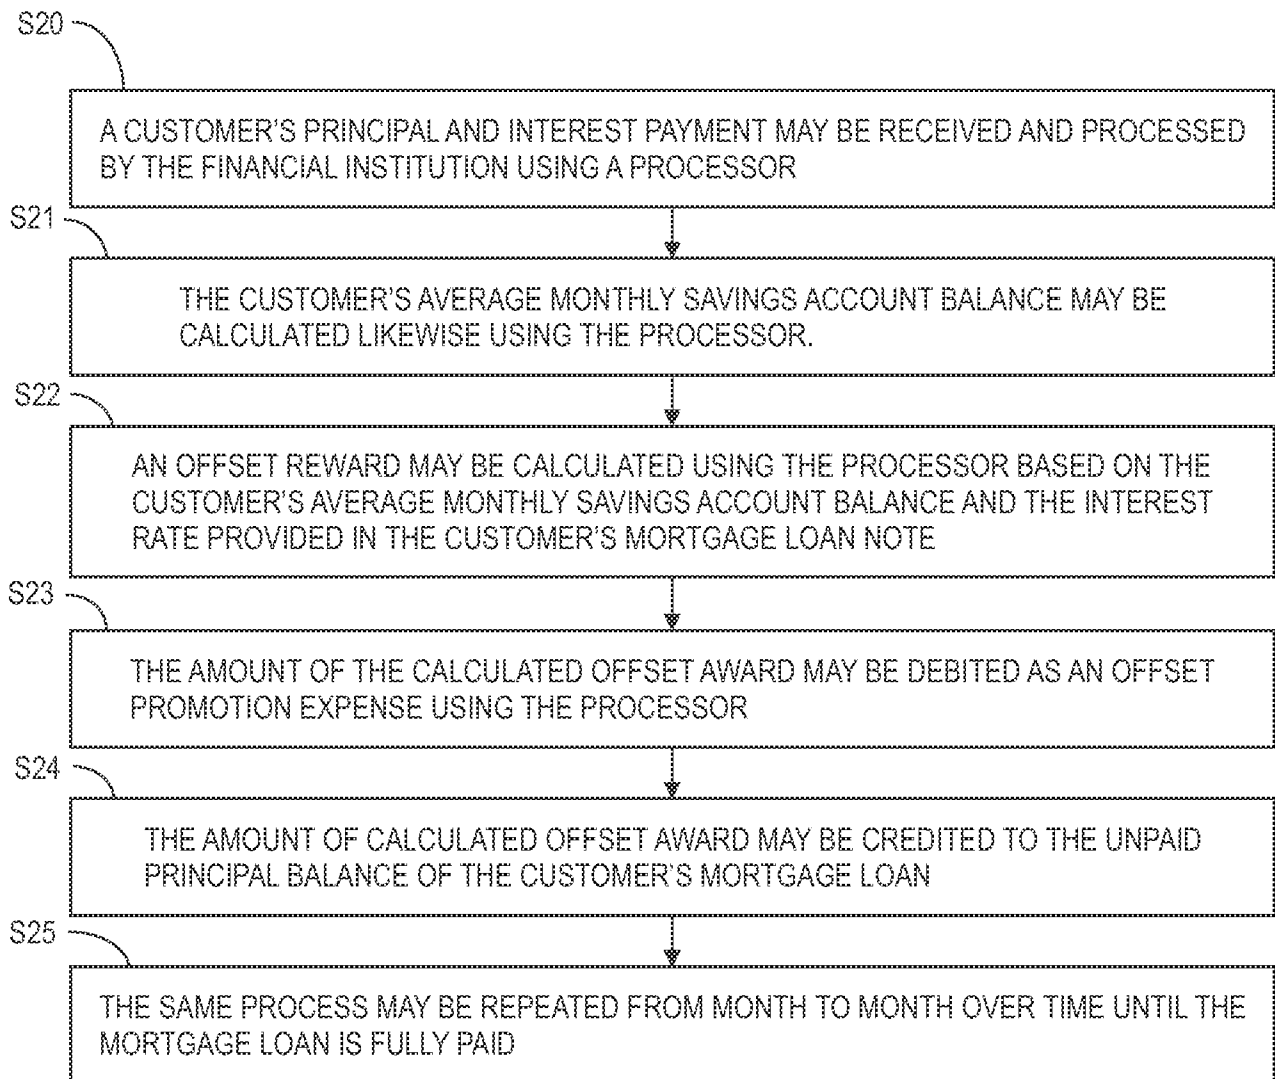 S20
A CUSTOMER'S PRINCIPAL AND INTEREST PAYMENT MAY BE RECEIVED AND PROCESSED
BY THE FINANCIAL INSTITUTION USING A PROCESSOR
S21
THE CUSTOMER'S AVERAGE MONTHLY SAVINGS ACCOUNT BALANCE MAY BE
CALCULATED LIKEWISE USING THE PROCESSOR.
S22
AN OFFSET REWARD MAY BE CALCULATED USING THE PROCESSOR BASED ON THE
CUSTOMER'S AVERAGE MONTHLY SAVINGS ACCOUNT BALANCE AND THE INTEREST
RATE PROVIDED IN THE CUSTOMER'S MORTGAGE LOAN NOTE
S23
THE AMOUNT OF THE CALCULATED OFFSET AWARD MAY BE DEBITED AS AN OFFSET
PROMOTION EXPENSE USING THE PROCESSOR
S24
THE AMOUNT OF CALCULATED OFFSET AWARD MAY BE CREDITED TO THE UNPAID
PRINCIPAL BALANCE OF THE CUSTOMER'S MORTGAGE LOAN
S25
THE SAME PROCESS MAY BE REPEATED FROM MONTH TO MONTH OVER TIME UNTIL THE
MORTGAGE LOAN IS FULLY PAID